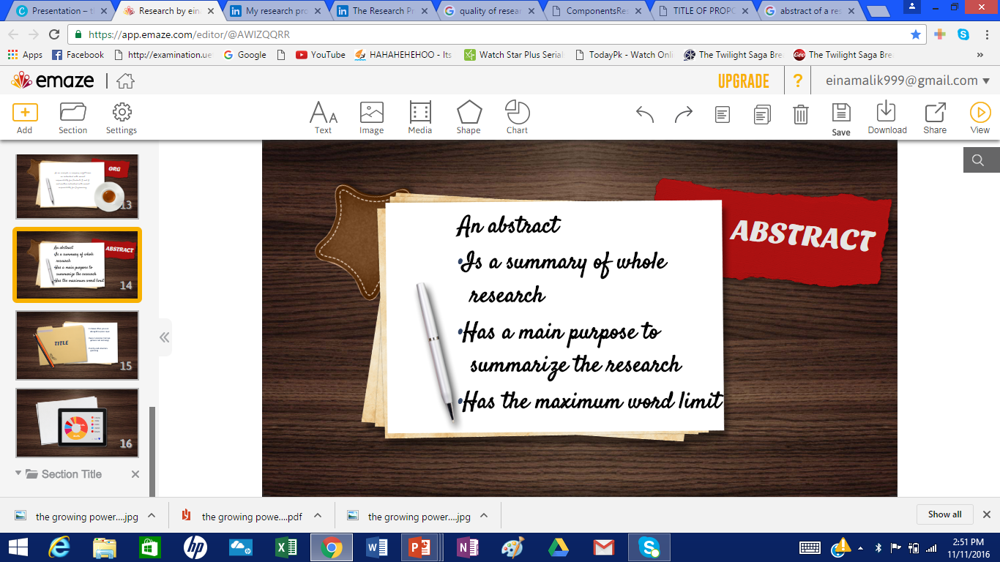 Presentation – ti
Research by ein
My research pro
The Research P
quality of resear
ComponentsRes
TITLE OF PROPO
abstract of a res
https://app.emaze.com/editor/@AWIZQQRR
Apps
Facebook
http://examination.ue
Google
YouTube
HAHAHEHEHOO - Its
Watch Star Plus Serial
TodayPk - Watch Onli
The Twilight Saga Bre
Geo
The Twilight Saga Bre
»
emaze
UPGRADE
?
einamalik999@gmail.com
Add
Section
Settings
Text
Image
Media
Shape
Chart
Save
Download
Share
View
ORG
13
An abstract
•Is a summary of whole
research
•Has a main purpose to
summarize the research
•Has the maximum word limit
ABSTRACT
14
TITLE
15
16
Section Title
An abstract
•Is a summary of whole
research
•Has a main purpose to
summarize the research
•Has the maximum word limit
ABSTRACT
the growing power....jpg
the growing powe....pdf
the growing power....jpg
Show all
2:51 PM
11/11/2016